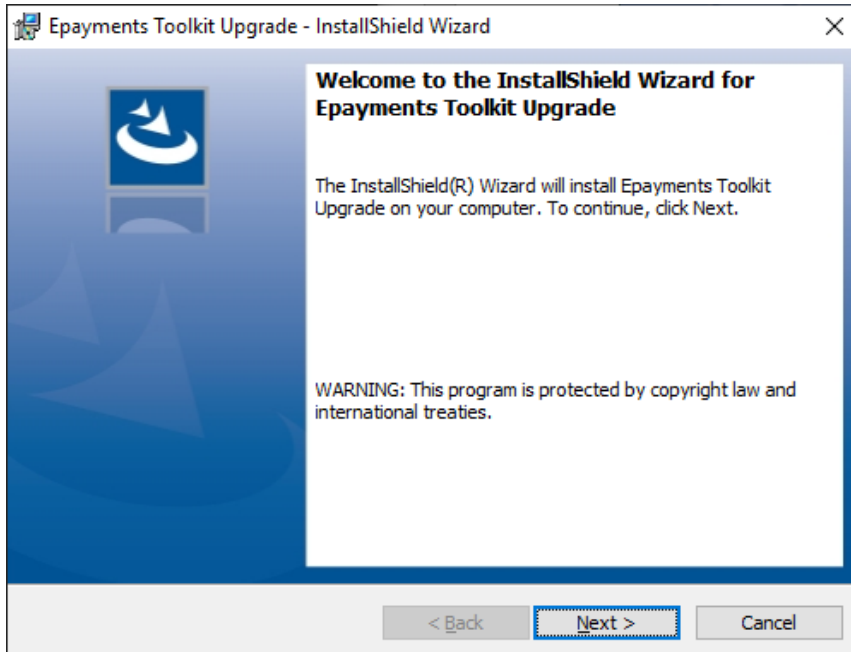 Epayments Toolkit Upgrade - InstallShield Wizard
Welcome to the InstallShield Wizard for
Epayments Toolkit Upgrade
The InstallShield(R) Wizard will install Epayments Toolkit
Upgrade on your computer. To continue, click Next.
WARNING: This program is protected by copyright law and
international treaties.
< Back
Next >
Cancel